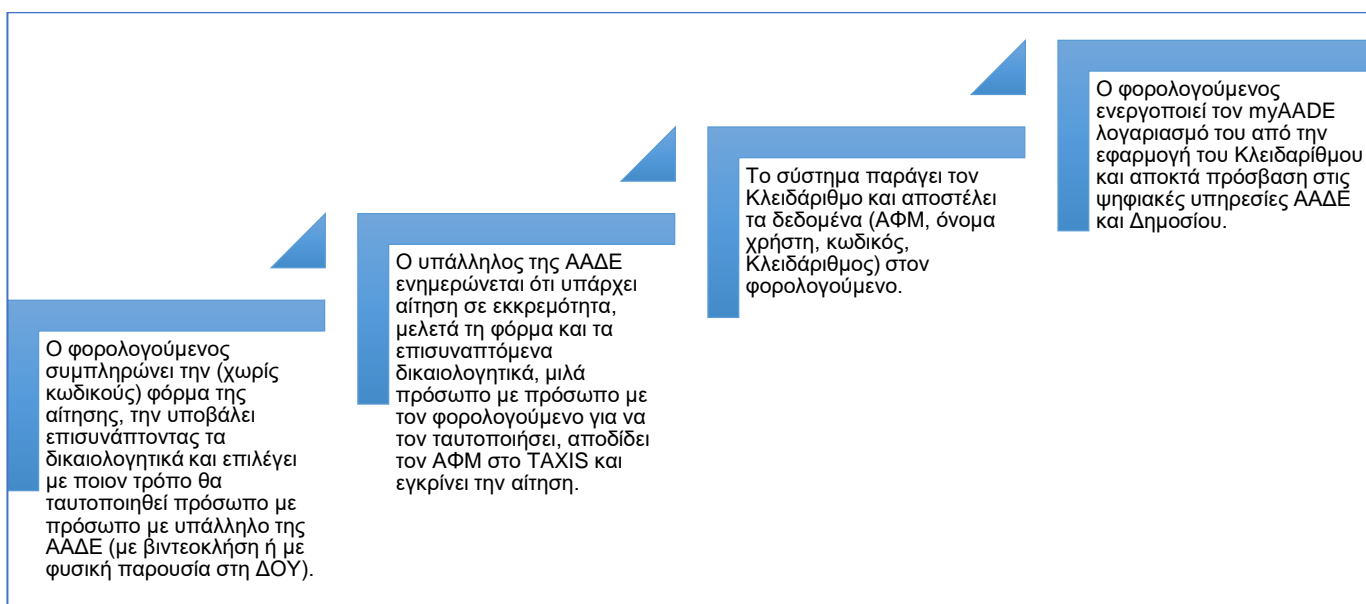 Ο φορολογούμενος
συμπληρώνει την (χωρίς
κωδικούς) φόρμα της
αίτησης, την υποβάλει
επισυνάπτοντας τα
δικαιολογητικά και επιλέγει
με ποιον τρόπο θα
ταυτοποιηθεί πρόσωπο με
πρόσωπο με υπάλληλο της
ΑΑΔΕ (με βιντεοκλήση ή με
φυσική παρουσία στη ΔΟΥ).
Ο υπάλληλος της ΑΑΔΕ
ενημερώνεται ότι υπάρχει
αίτηση σε εκκρεμότητα,
μελετά τη φόρμα και τα
επισυναπτόμενα
δικαιολογητικά, μιλά
πρόσωπο με πρόσωπο με
τον φορολογούμενο για να
τον ταυτοποιήσει, αποδίδει
τον ΑΦΜ στο TAXIS και
εγκρίνει την αίτηση.
Το σύστημα παράγει τον
Κλειδάριθμο και αποστέλει
τα δεδομένα (ΑΦΜ, όνομα
χρήστη, κωδικός,
Κλειδάριθμος) στον
φορολογούμενο.
Ο φορολογούμενος
ενεργοποιεί τον myAADE
λογαριασμό του από την
εφαρμογή του Κλειδαρίθμου
και αποκτά πρόσβαση στις
ψηφιακές υπηρεσίες ΑΑΔΕ
και Δημοσίου.